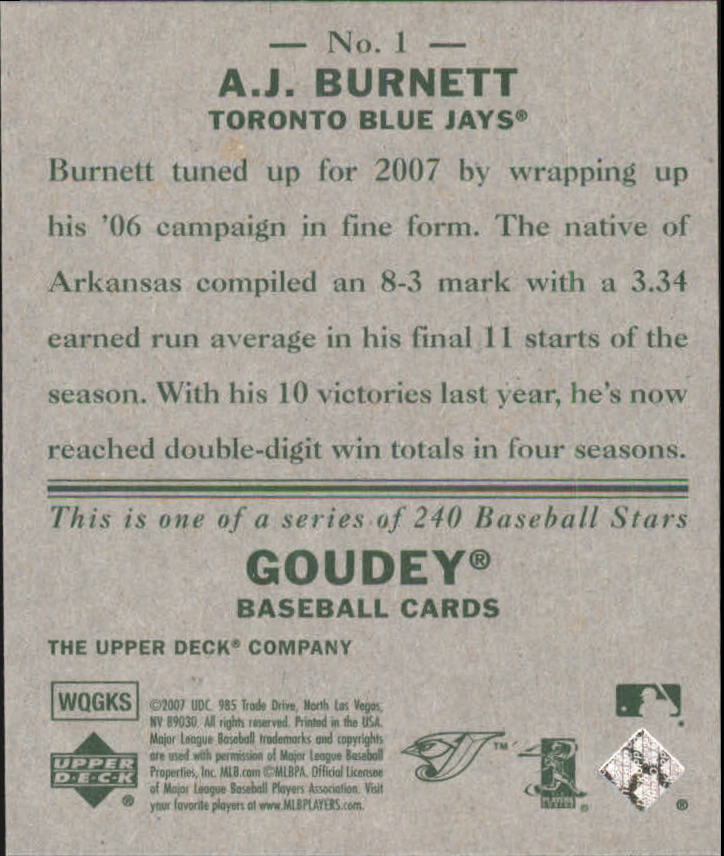 — No. 1 —
A.J. BURNETT
TORONTO BLUE JAYS®
Burnett tuned up for 2007 by wrapping up
his '06 campaign in fine form. The native of
Arkansas compiled an 8-3 mark with a 3.34
earned run average in his final 11 starts of the
season. With his 10 victories last year, he's now
reached double-digit win totals in four seasons.
This is one of a series of 240 Baseball Stars
GOUDEY®
BASEBALL CARDS
THE UPPER DECK® COMPANY
WQGKS
©2007 UDC. 985 Trade Drive, North Las Vegas,
NV 89030. All rights reserved. Printed in the USA.
Major League Baseball trademarks and copyrights
are used with permission of Major League Baseball
Properties, Inc. MLB.com ©MLBPA. Official Licensee
of Major League Baseball Players Association. Visit
your favorite players at www.MLBPLAYERS.com.
UPPER
D·E·C·K
®
TM
PLAYERS
®
®